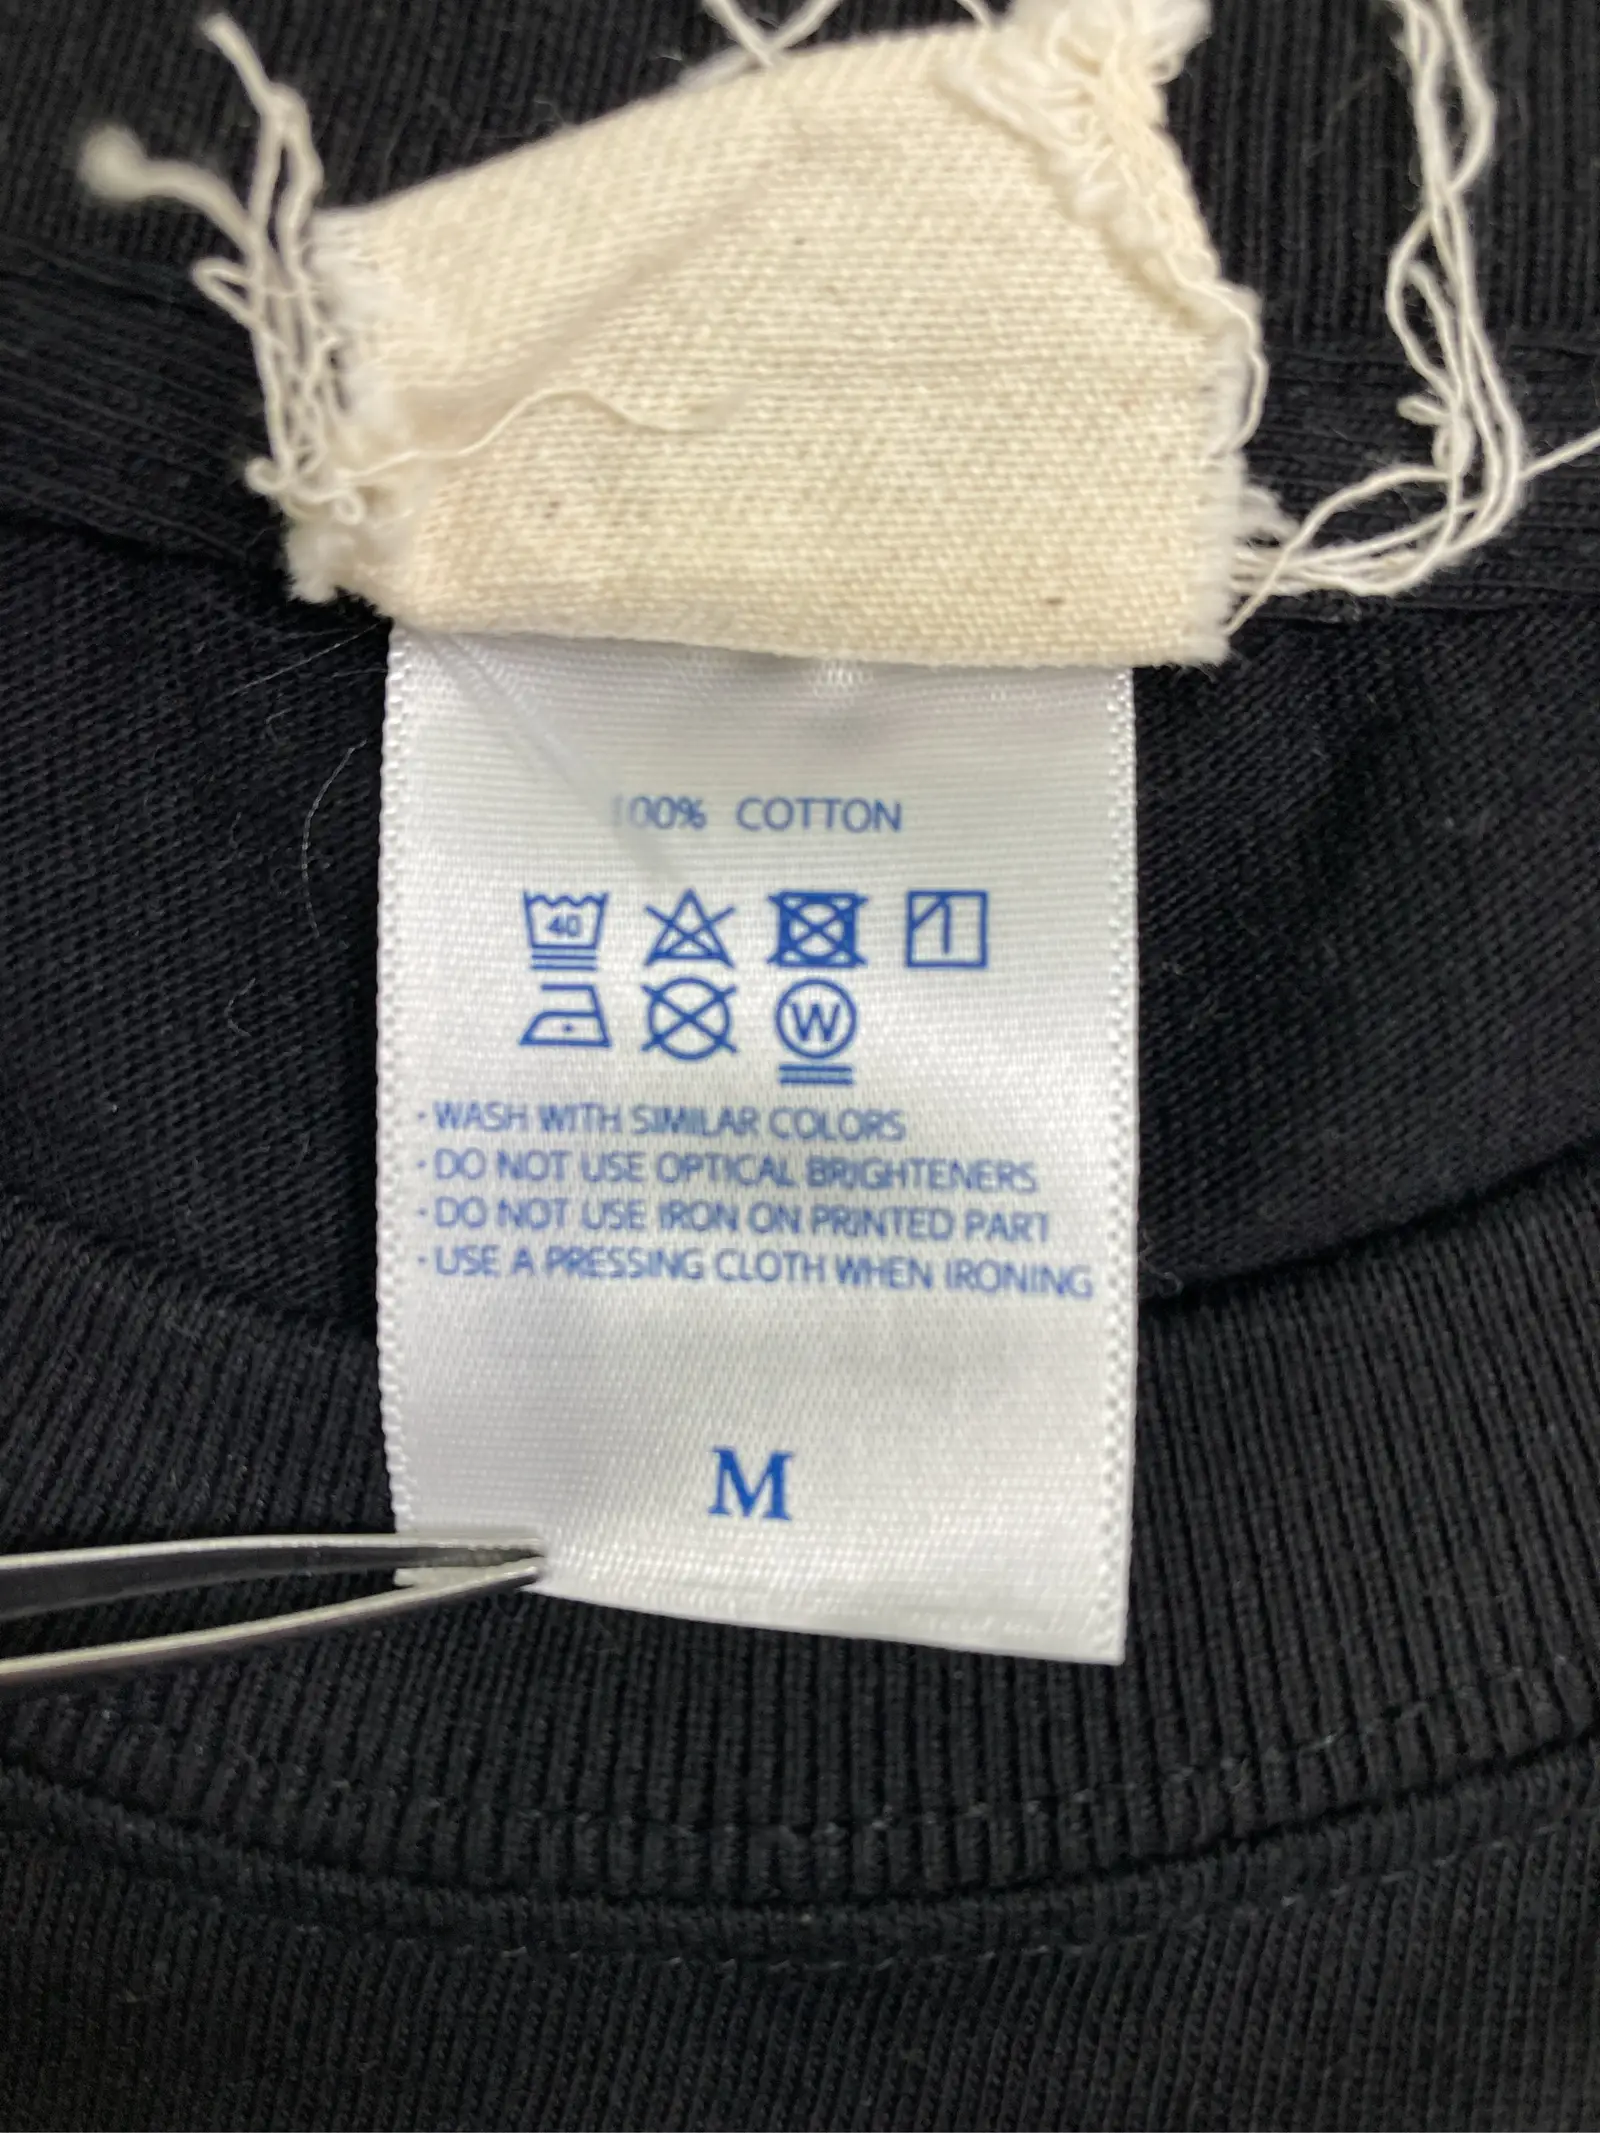 100% COTTON
40
W
· WASH WITH SIMILAR COLORS
· DO NOT USE OPTICAL BRIGHTENERS
· DO NOT USE IRON ON PRINTED PART
· USE A PRESSING CLOTH WHEN IRONING
M